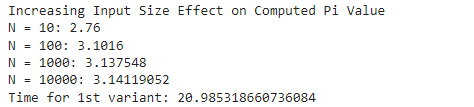 Increasing Input Size Effect on Computed Pi Value
N = 10: 2.76
N = 100: 3.1016
N = 1000: 3.137548
N = 10000: 3.14119052
Time for 1st variant: 20.985318660736084